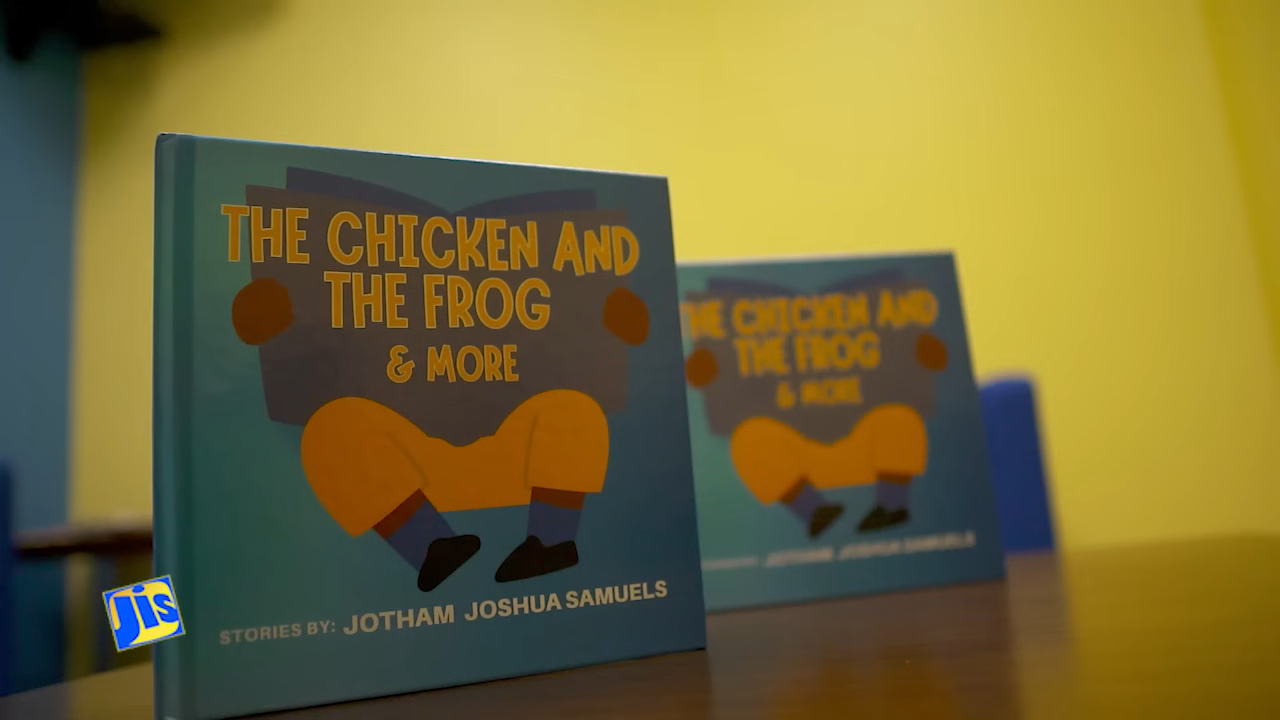 THE CHICKEN AND
THE FROG
& MORE
STORIES BY: JOTHAM JOSHUA SAMUELS
THE CHICKEN AND
THE FROG
& MORE
JOTHAM JOSHUA SAMUELS
Jis